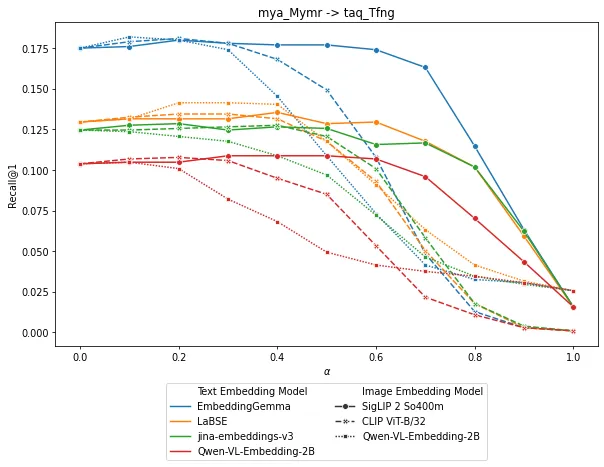 mya_Mymr -> taq_Tfng
Recall@1
0.175
0.150
0.125
0.100
0.075
0.050
0.025
0.000
0.0 0.2 0.4 0.6 0.8 1.0
α
Text Embedding Model
EmbeddingGemma
LaBSE
jina-embeddings-v3
Qwen-VL-Embedding-2B
Image Embedding Model
SigLIP 2 So400m
CLIP ViT-B/32
Qwen-VL-Embedding-2B